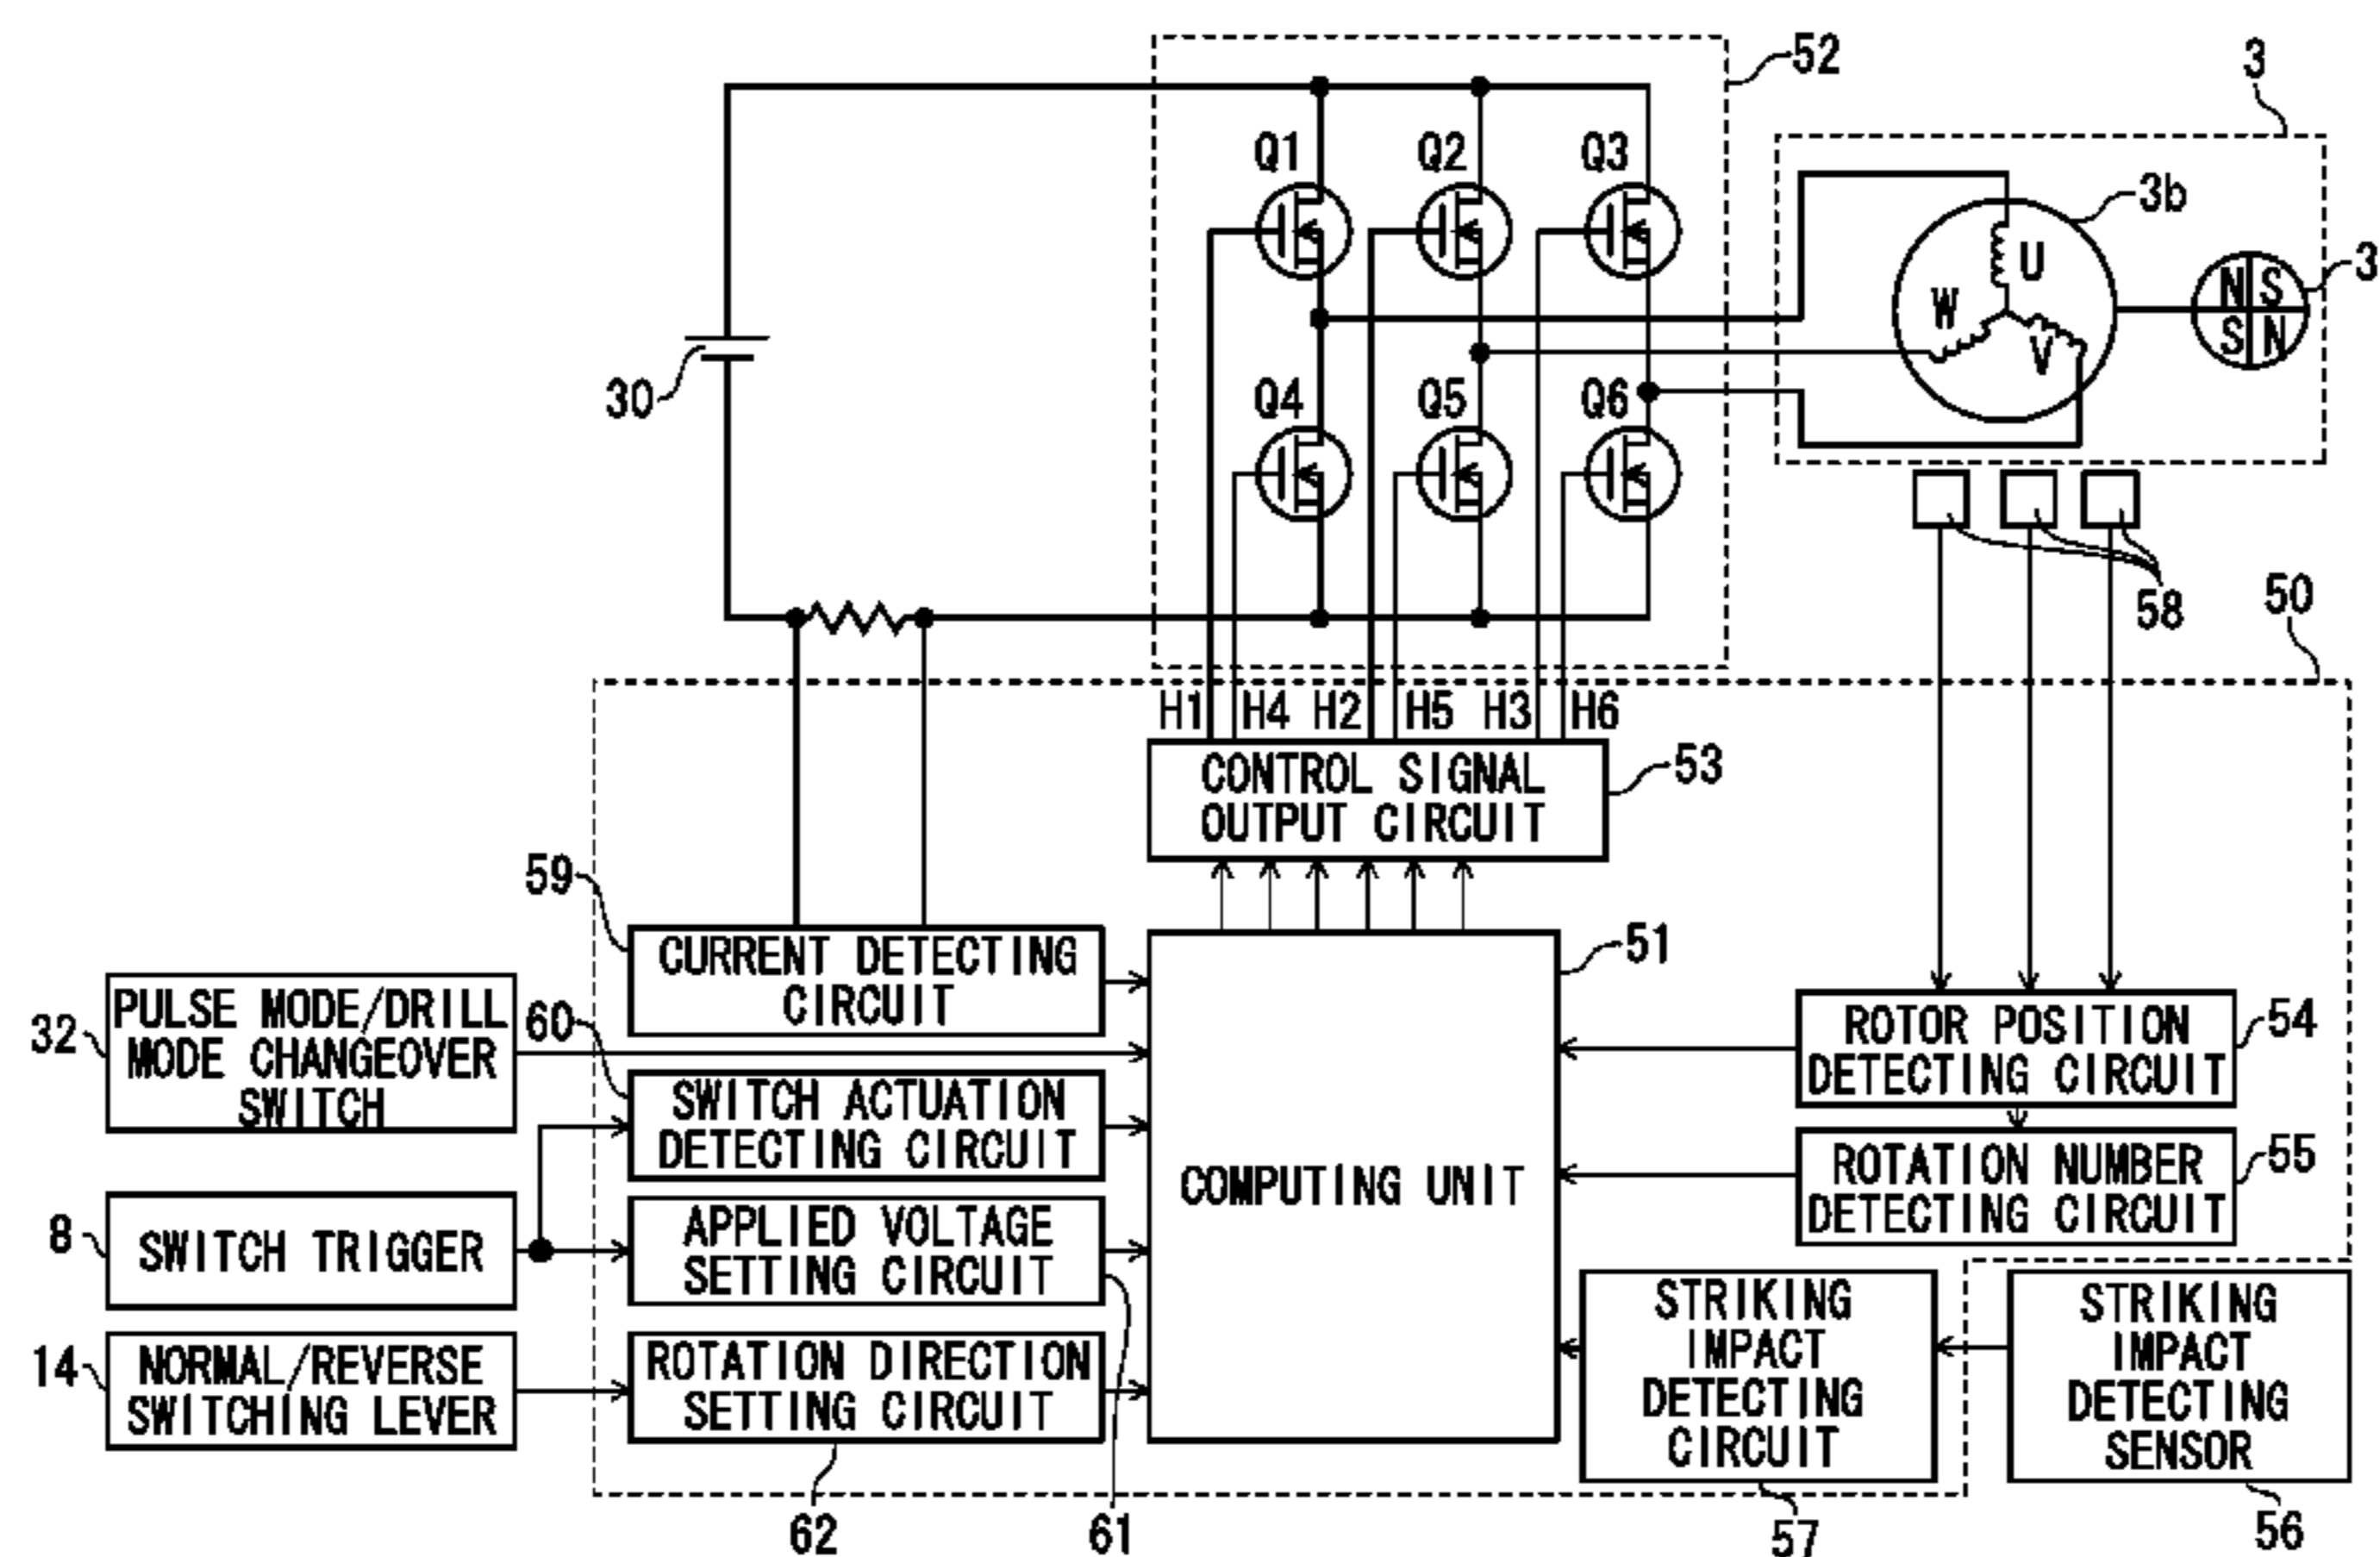 52
3
Q1
Q2
Q3
3b
U
W
V
N S
S N
3
30
Q4
Q5
Q6
58
50
H1
H4
H2
H5
H3
H6
CONTROL SIGNAL
OUTPUT CIRCUIT
53
59
CURRENT DETECTING
CIRCUIT
51
32
PULSE MODE/DRILL
MODE CHANGEOVER
SWITCH
60
SWITCH ACTUATION
DETECTING CIRCUIT
COMPUTING UNIT
ROTOR POSITION
DETECTING CIRCUIT
54
ROTATION NUMBER
DETECTING CIRCUIT
55
8
SWITCH TRIGGER
APPLIED VOLTAGE
SETTING CIRCUIT
14
NORMAL/REVERSE
SWITCHING LEVER
ROTATION DIRECTION
SETTING CIRCUIT
STRIKING
IMPACT
DETECTING
CIRCUIT
STRIKING
IMPACT
DETECTING
SENSOR
62
61
57
56